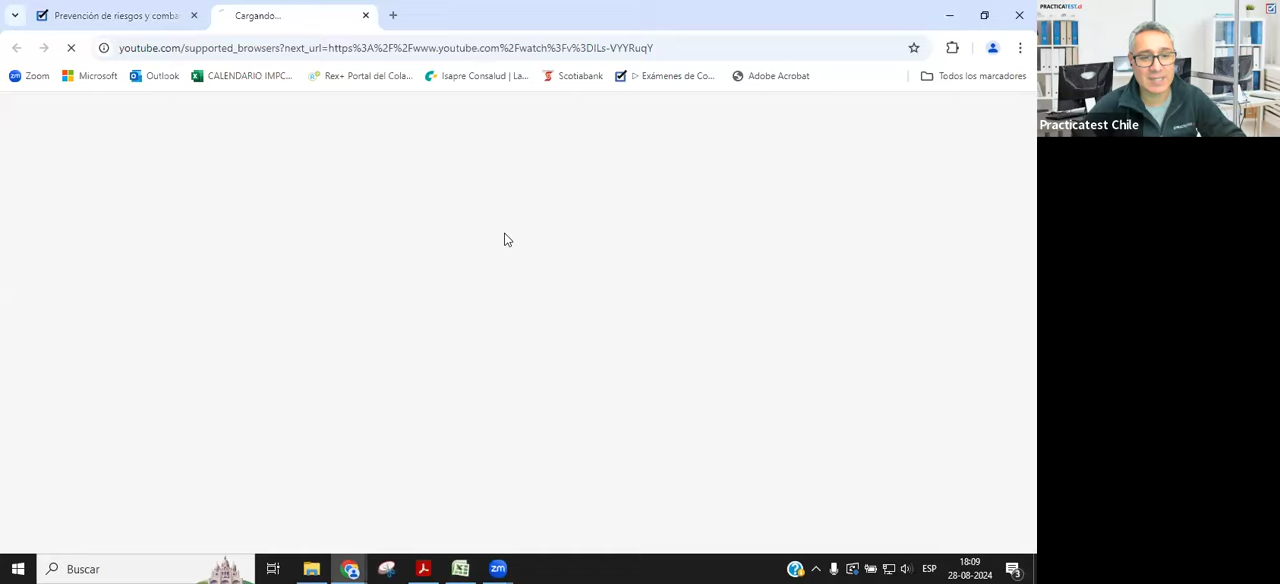 Prevención de riesgos y comba
Cargando...
youtube.com/supported_browsers?next_url=https%3A%2F%2Fwww.youtube.com%2Fwatch%3Fv%3DILs-VYYRuqY
Zoom
Microsoft
Outlook
CALENDARIO IMPC...
Rex+ Portal del Cola...
Isapre Consalud | La...
Scotiabank
▷ Exámenes de Co...
Adobe Acrobat
Todos los marcadores
PRACTICATEST.cl
Practicatest Chile
Buscar
zm
ESP
18:09
28-08-2024
3